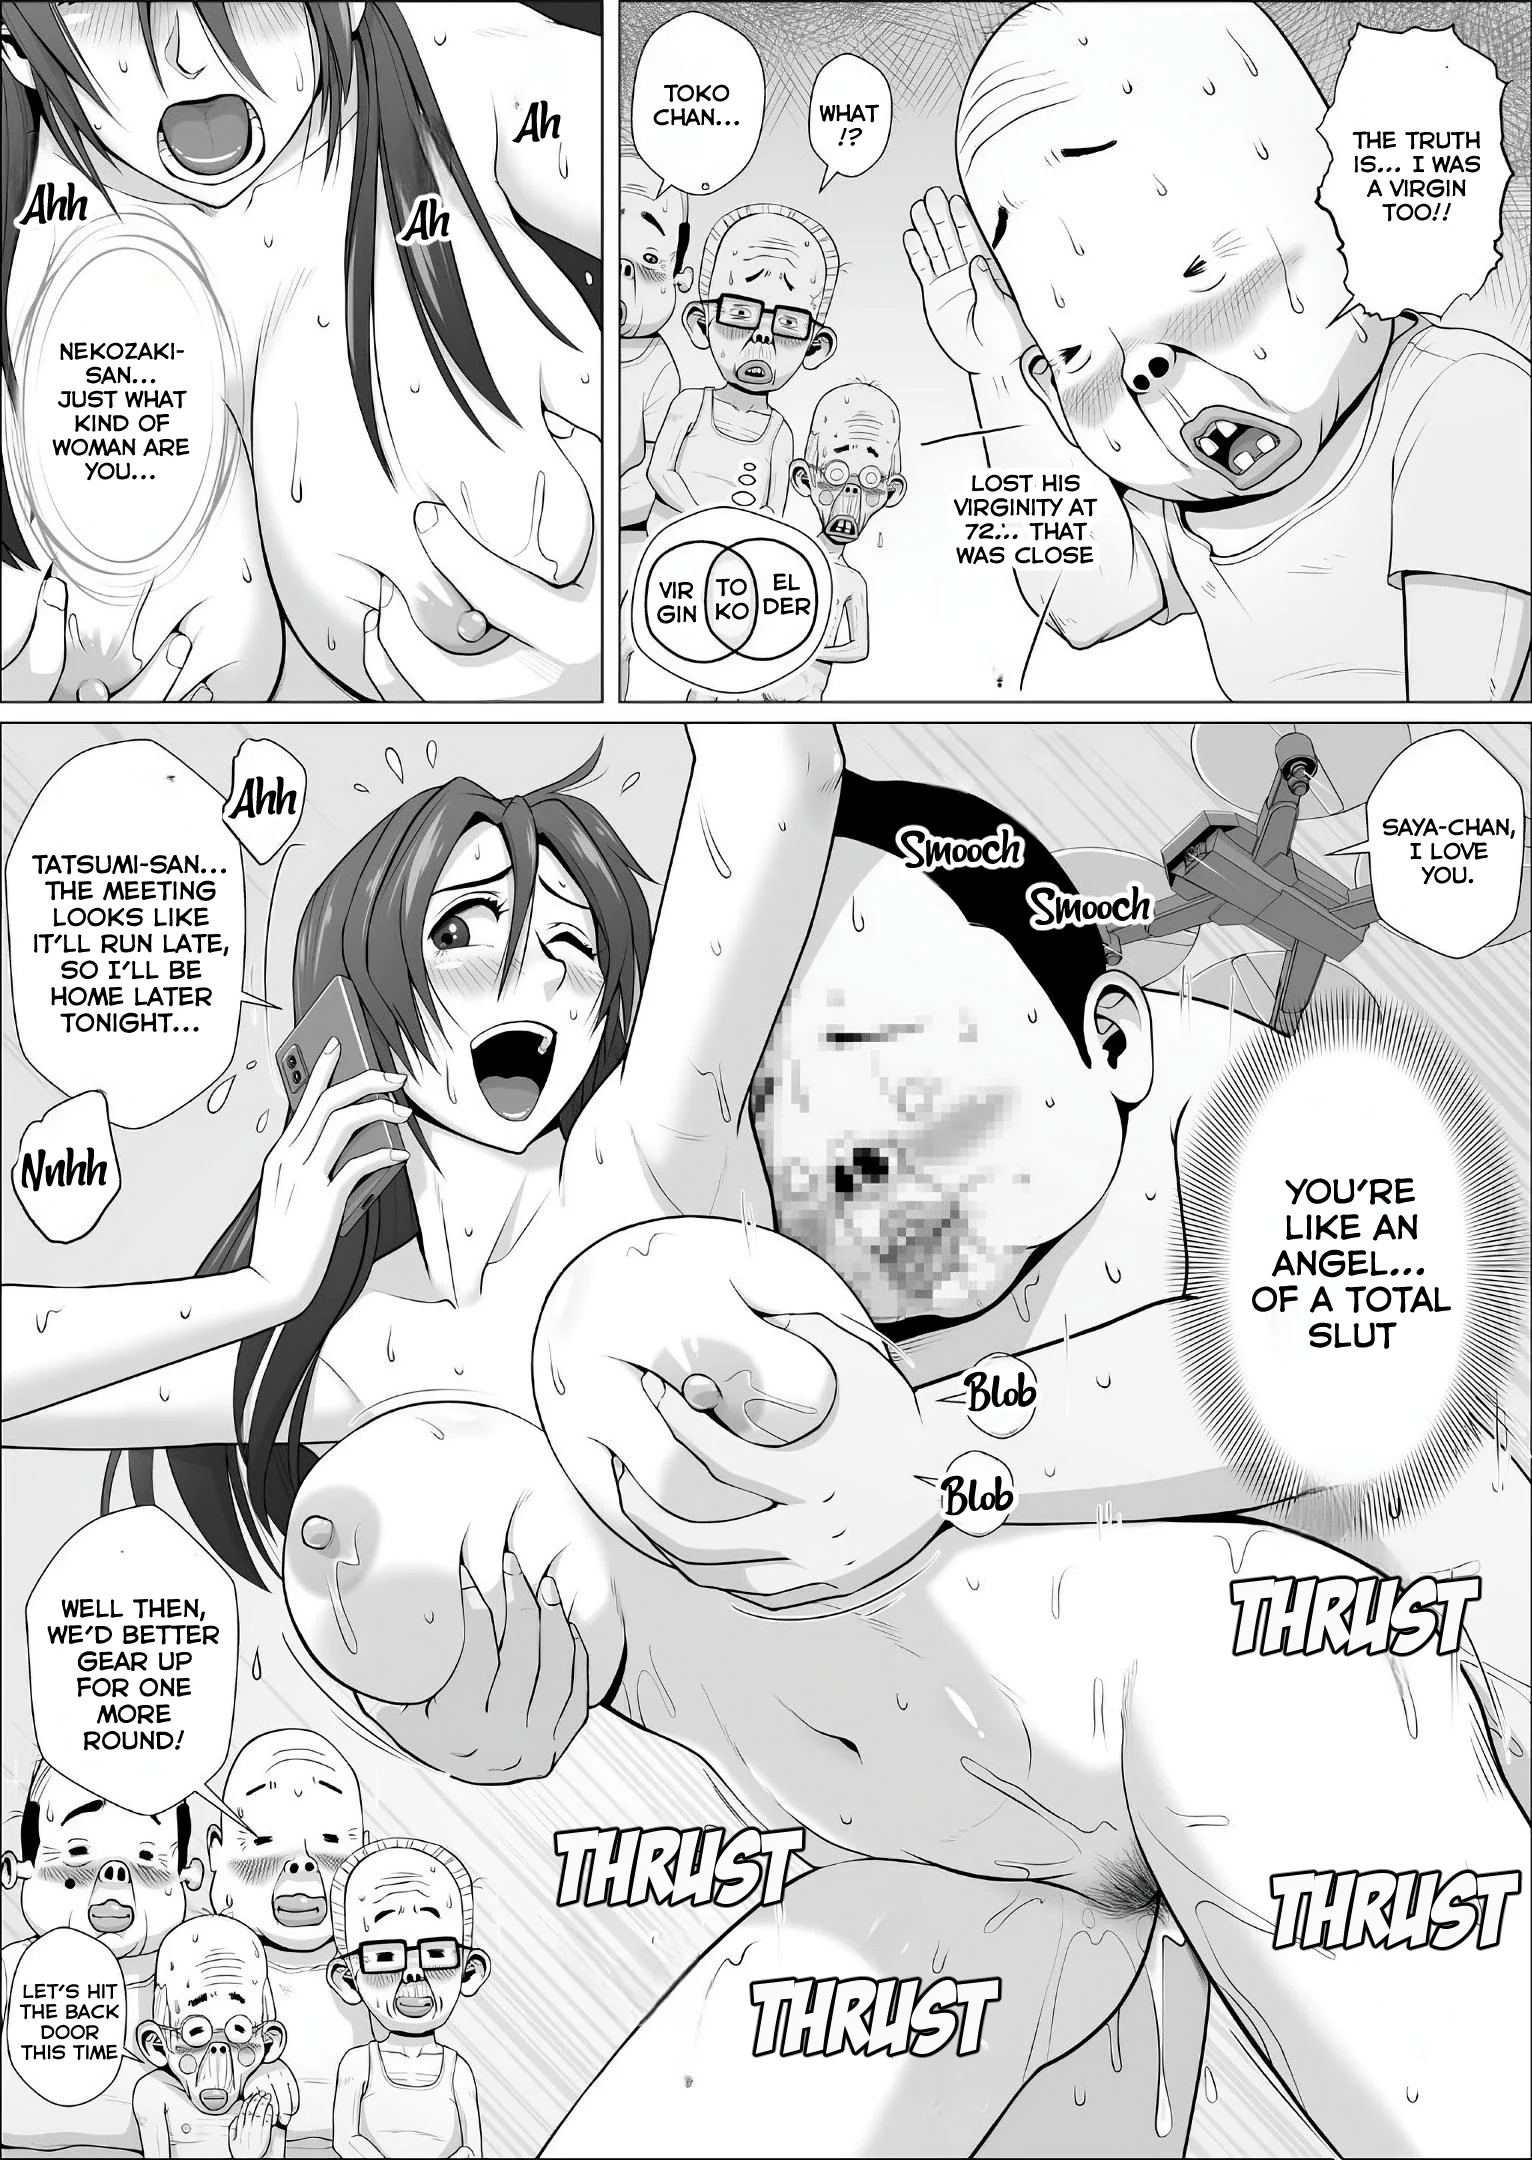 THE TRUTH
IS... I WAS
A VIRGIN
TOO!!
WHAT
!?
TOKO
CHAN...
LOST HIS
VIRGINITY AT
72... THAT
WAS CLOSE
VIR
GIN
TO
KO
EL
DER
Ah
Ah
Ahh
NEKOZAKI-
SAN...
JUST WHAT
KIND OF
WOMAN ARE
YOU...
SAYA-CHAN,
I LOVE
YOU.
Smooch
Smooch
Ahh
TATSUMI-SAN...
THE MEETING
LOOKS LIKE
IT'LL RUN LATE,
SO I'LL BE
HOME LATER
TONIGHT...
Nnhh
YOU'RE
LIKE AN
ANGEL...
OF A TOTAL
SLUT
Blob
Blob
THRUST
THRUST
THRUST
THRUST
WELL THEN,
WE'D BETTER
GEAR UP
FOR ONE
MORE
ROUND!
LET'S HIT
THE BACK
DOOR
THIS TIME